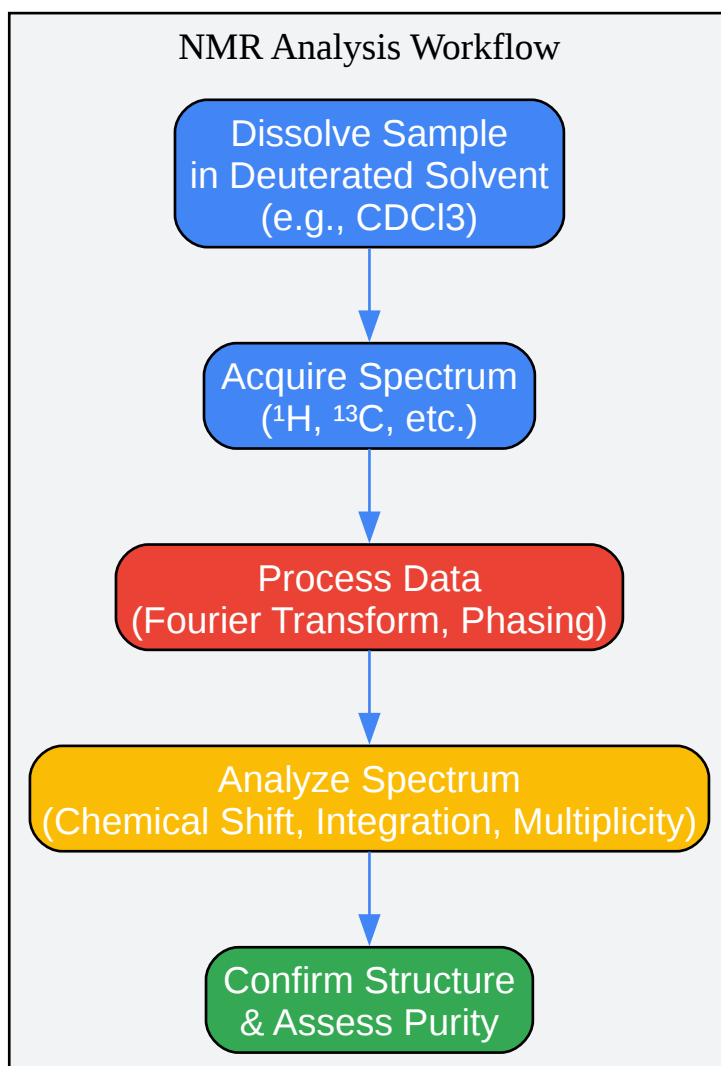 NMR Analysis Workflow
Dissolve Sample
in Deuterated Solvent
(e.g., CDCl3)
Acquire Spectrum
(¹H, ¹³C, etc.)
Process Data
(Fourier Transform, Phasing)
Analyze Spectrum
(Chemical Shift, Integration, Multiplicity)
Confirm Structure
& Assess Purity